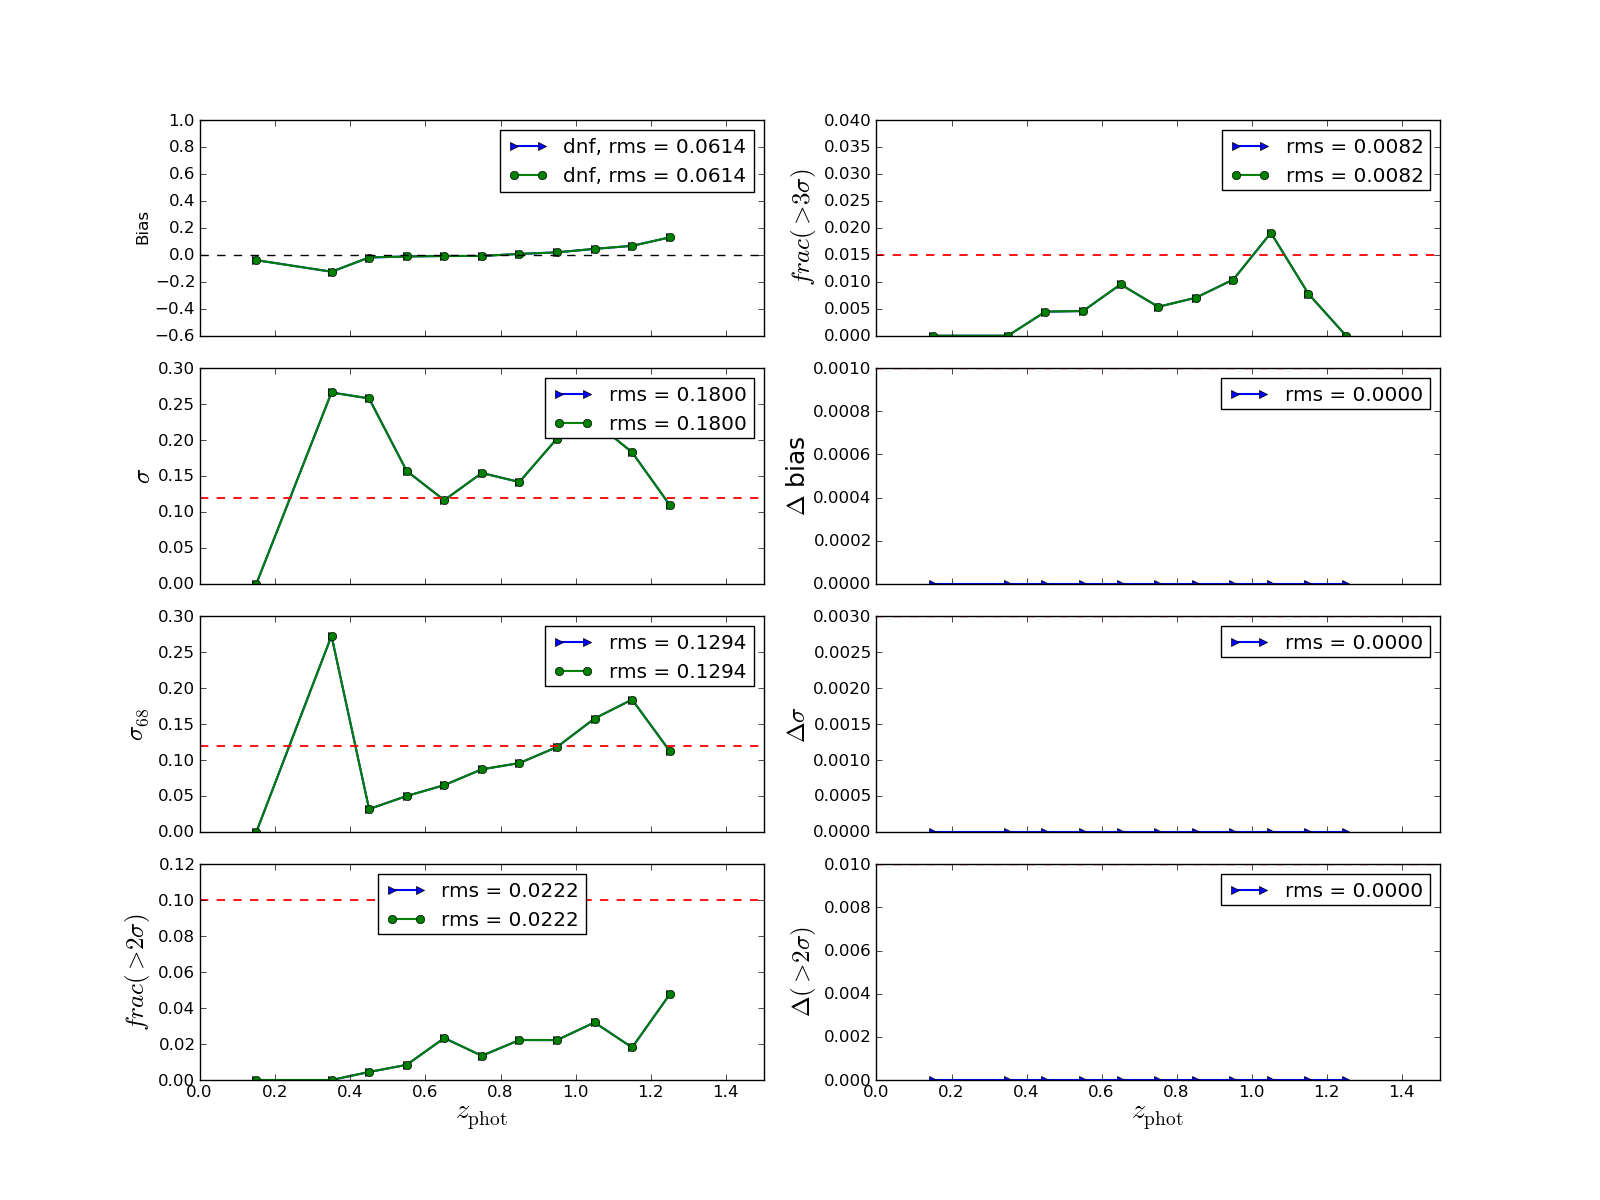 1.0
0.8
0.6
0.4
0.2
0.0
−0.2
−0.4
−0.6
Bias
dnf, rms = 0.0614
dnf, rms = 0.0614
0.040
0.035
0.030
0.025
0.020
0.015
0.010
0.005
0.000
frac(>3σ)
rms = 0.0082
rms = 0.0082
0.30
0.25
0.20
0.15
0.10
0.05
0.00
σ
rms = 0.1800
rms = 0.1800
0.0010
0.0008
0.0006
0.0004
0.0002
0.0000
Δ bias
rms = 0.0000
0.30
0.25
0.20
0.15
0.10
0.05
0.00
σ68
rms = 0.1294
rms = 0.1294
0.0030
0.0025
0.0020
0.0015
0.0010
0.0005
0.0000
Δσ
rms = 0.0000
0.12
0.10
0.08
0.06
0.04
0.02
0.00
frac(>2σ)
rms = 0.0222
rms = 0.0222
0.0 0.2 0.4 0.6 0.8 1.0 1.2 1.4
zphot
0.010
0.008
0.006
0.004
0.002
0.000
Δ(>2σ)
rms = 0.0000
0.0 0.2 0.4 0.6 0.8 1.0 1.2 1.4
zphot